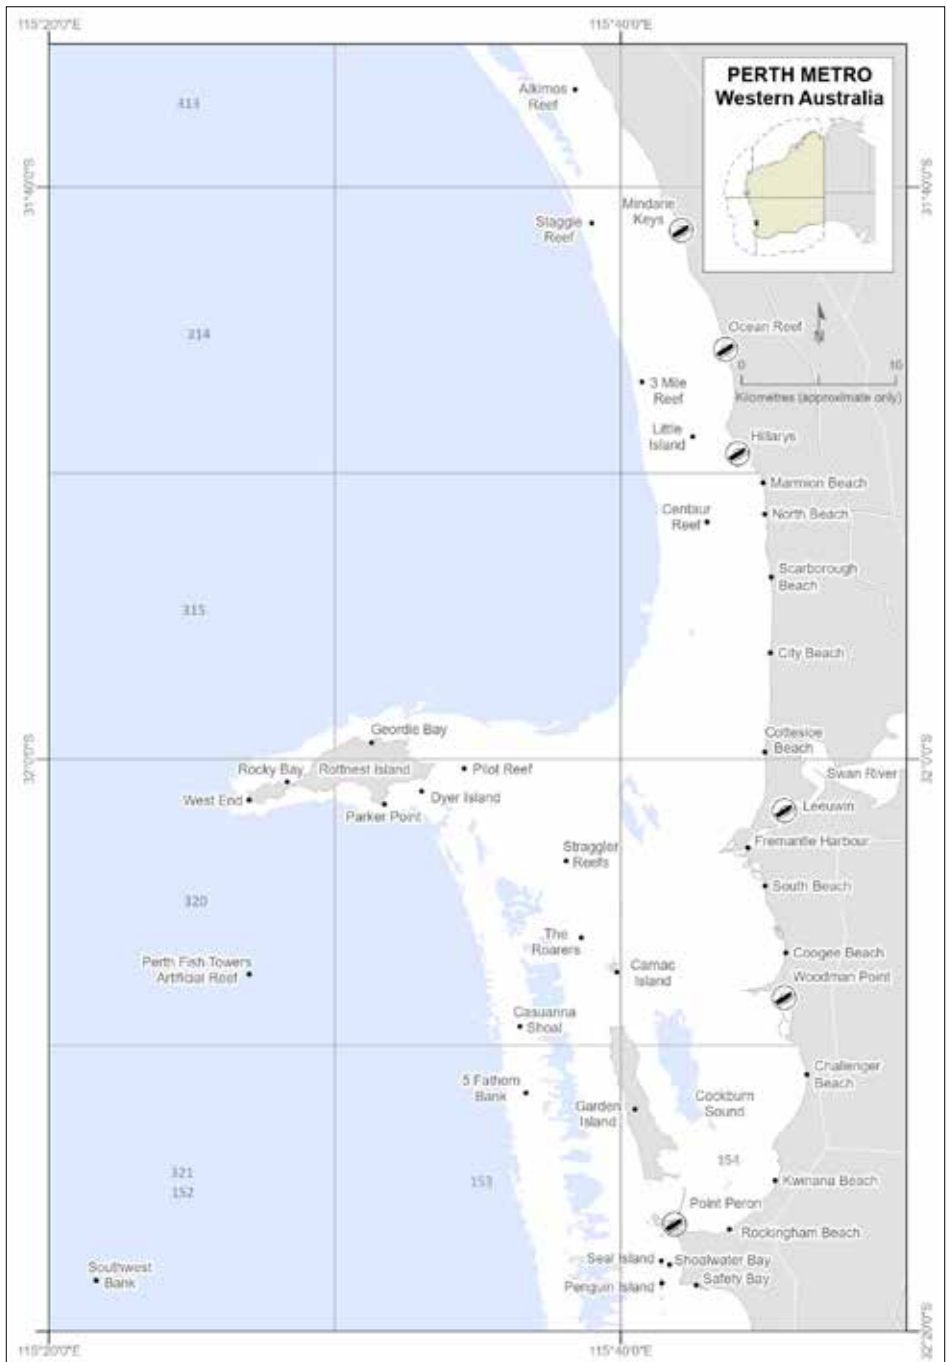 115°20'0"E
115°40'0"E
PERTH METRO
Western Australia
Alkimos
Reef
313
31°40'0"S
31°40'0"S
Mindarie
Keys
Staggie
Reef
Ocean Reef
314
N
0
10
Kilometres (approximate only)
3 Mile
Reef
Little
Island
Hillarys
Marmion Beach
Centaur
Reef
North Beach
Scarborough
Beach
315
City Beach
Geordie Bay
Cottesloe
Beach
32°0'0"S
32°0'0"S
Rocky Bay
Rottnest Island
Pilot Reef
Swan River
West End
Dyer Island
Parker Point
Leeuwin
Straggler
Reefs
Fremantle Harbour
South Beach
320
The
Roarers
Coogee Beach
Perth Fish Towers
Artificial Reef
Carnac
Island
Woodman Point
Casuarina
Shoal
Challenger
Beach
5 Fathom
Bank
Garden
Island
Cockburn
Sound
154
321
152
153
Kwinana Beach
Point Peron
Rockingham Beach
Seal Island
Shoalwater Bay
Southwest
Bank
Penguin Island
Safety Bay
32°20'0"S
115°20'0"E
115°40'0"E